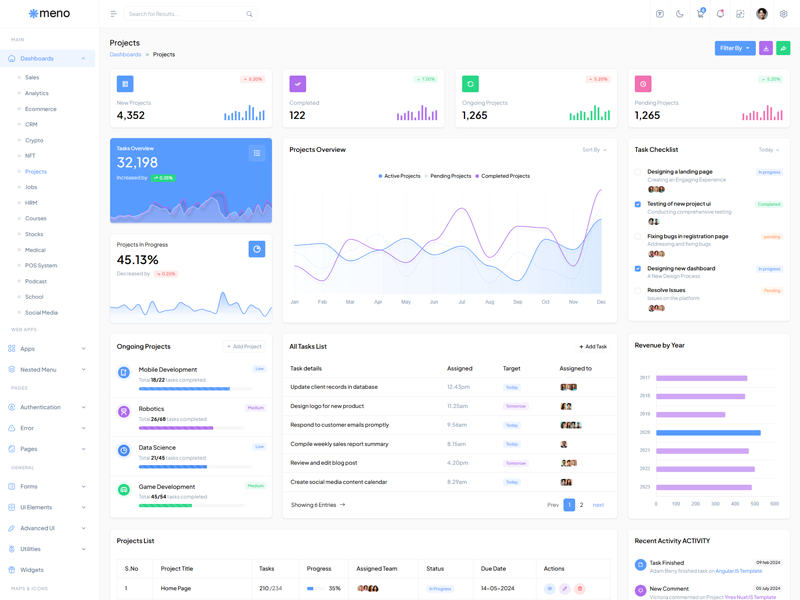 meno
Search for Results...
4
MAIN
Dashboards
Sales
Analytics
Ecommerce
CRM
Crypto
NFT
Projects
Jobs
HRM
Courses
Stocks
Medical
POS System
Podcast
School
Social Media
WEB APPS
Apps
Nested Menu
PAGES
Authentication
Error
Pages
GENERAL
Forms
UI Elements
Advanced UI
Utilities
Widgets
MAPS & ICONS
Projects
Dashboards » Projects
Filter By
5.20%
New Projects
4,352
1.50%
Completed
122
5.20%
Ongoing Projects
1,265
5.20%
Pending Projects
1,265
Tasks Overview
32,198
Increased by 0.35%
Projects In Progress
45.13%
Decreased by 0.20%
Projects Overview
Sort By
Active Projects Pending Projects Completed Projects
Jan Feb Mar Apr May Jun Jul Aug Sep Oct Nov Dec
Task Checklist
Today
Designing a landing page
In progress
Creating an Engaging Experience
Testing of new project ui
Completed
Conducting comprehensive testing
Fixing bugs in registration page
pending
Addressing and fixing bugs
Designing new dashboard
In progress
A New Design Process
Resolve Issues
Pending
Issues on the platform
Ongoing Projects
+ Add Project
Mobile Development
Low
Total 18/22 tasks completed
Robotics
Medium
Total 26/68 tasks completed
Data Science
Low
Total 21/45 tasks completed
Game Development
Medium
Total 45/54 tasks completed
All Tasks List
+ Add Task
Task details Assigned Target Assigned to
Update client records in database 12.43pm Today
Design logo for new product 11.25am Tomorrow
Respond to customer emails promptly 9.56am Today
Compile weekly sales report summary 8.15am Today
Review and edit blog post 4.20pm Tomorrow
Create social media content calendar 8.29am Today
Showing 6 Entries →
Prev 1 2 next
Revenue by Year
2017
2018
2019
2020
2021
2022
2023
0 100 200 300 400 500 600
Projects List
S.No Project Title Tasks Progress Assigned Team Status Due Date Actions
1 Home Page 210/234 35% In Progress 14-05-2024
Recent Activity ACTIVITY
Task Finished
09 Feb 2024
Adam Berry finished task on AngularJS Template
New Comment
05 July 2024
Victoria commented on Project Ynex NuxtJS Template